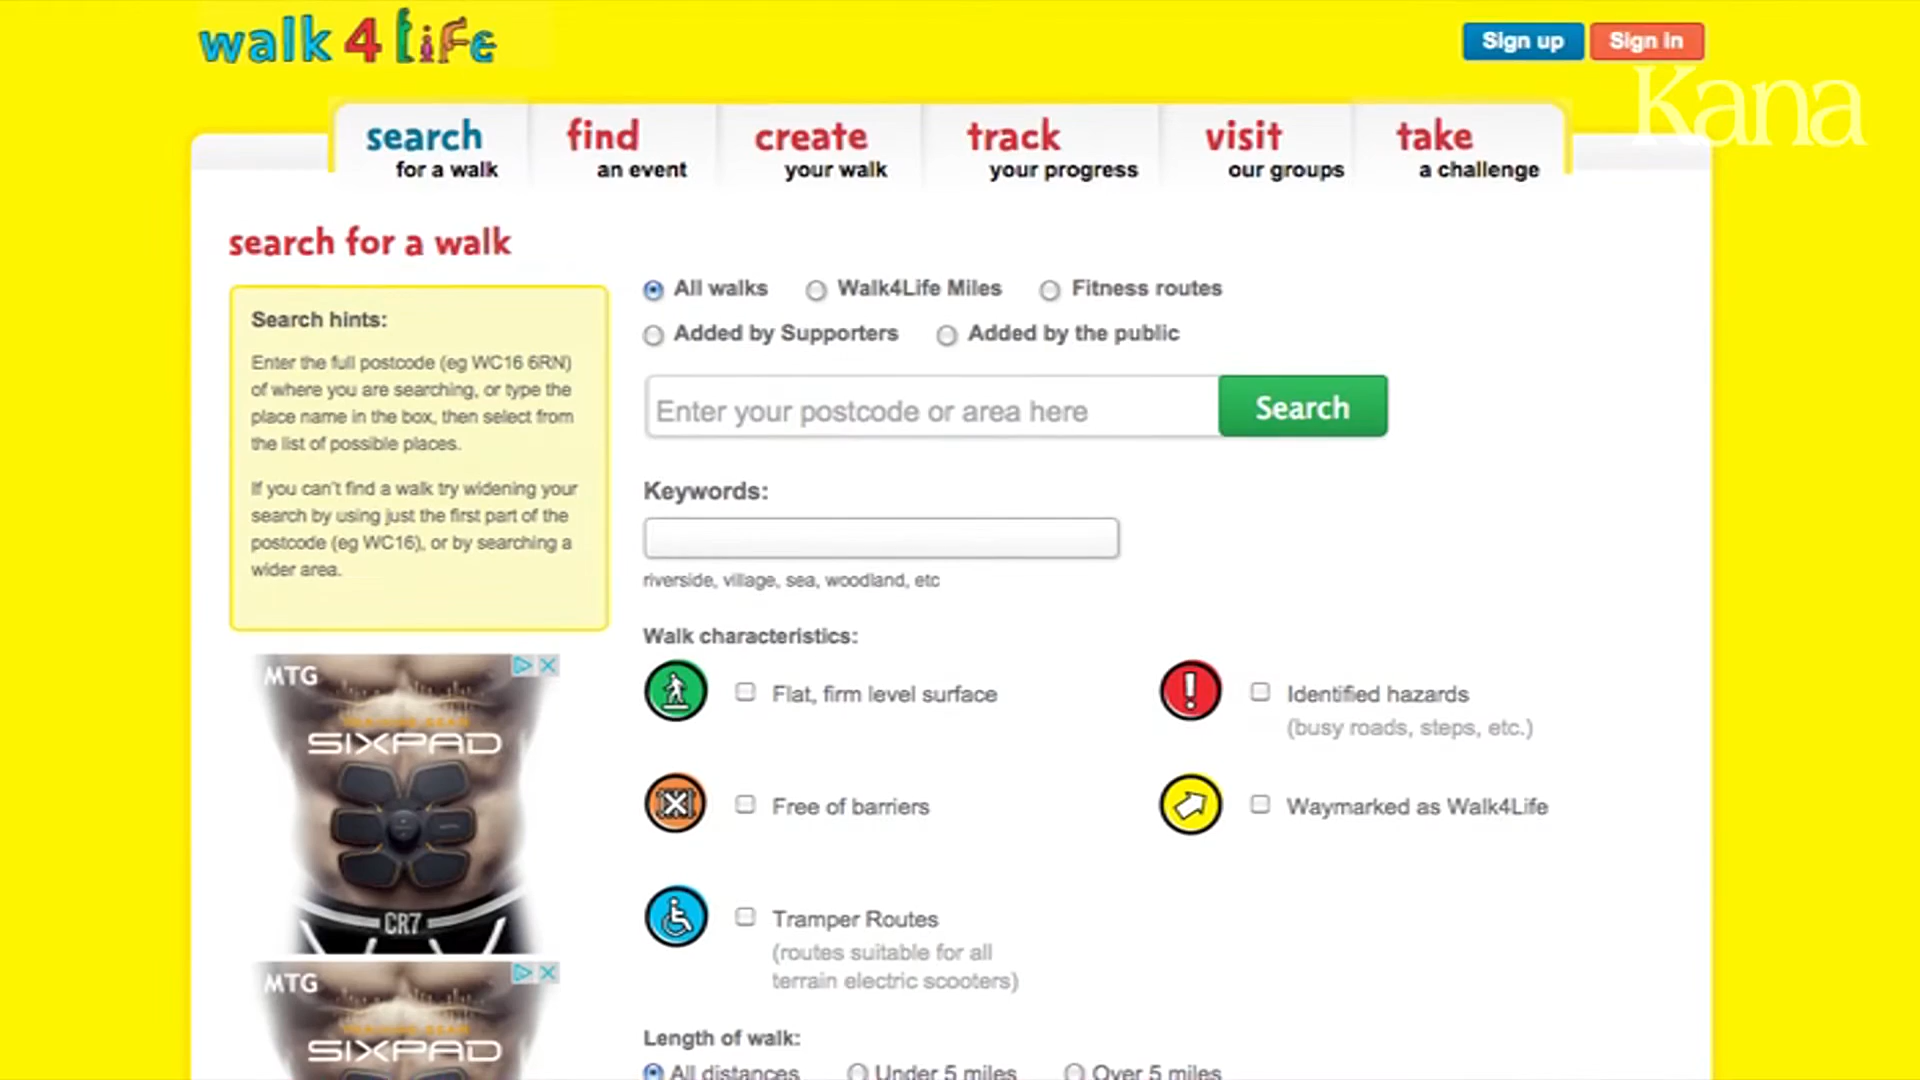 walk 4 life
Sign up
Sign in
Kana
search
for a walk
find
an event
create
your walk
track
your progress
visit
our groups
take
a challenge
search for a walk
Search hints:
Enter the full postcode (eg WC16 6RN)
of where you are searching, or type the
place name in the box, then select from
the list of possible places.
If you can't find a walk try widening your
search by using just the first part of the
postcode (eg WC16), or by searching a
wider area.
All walks
Walk4Life Miles
Fitness routes
Added by Supporters
Added by the public
Enter your postcode or area here
Search
Keywords:
riverside, village, sea, woodland, etc
Walk characteristics:
Flat, firm level surface
Identified hazards
(busy roads, steps, etc.)
Free of barriers
Waymarked as Walk4Life
Tramper Routes
(routes suitable for all
terrain electric scooters)
Length of walk:
All distances
Under 5 miles
Over 5 miles
MTG
TRAINING GEAR
SIXPAD
CR7
MTG
TRAINING GEAR
SIXPAD